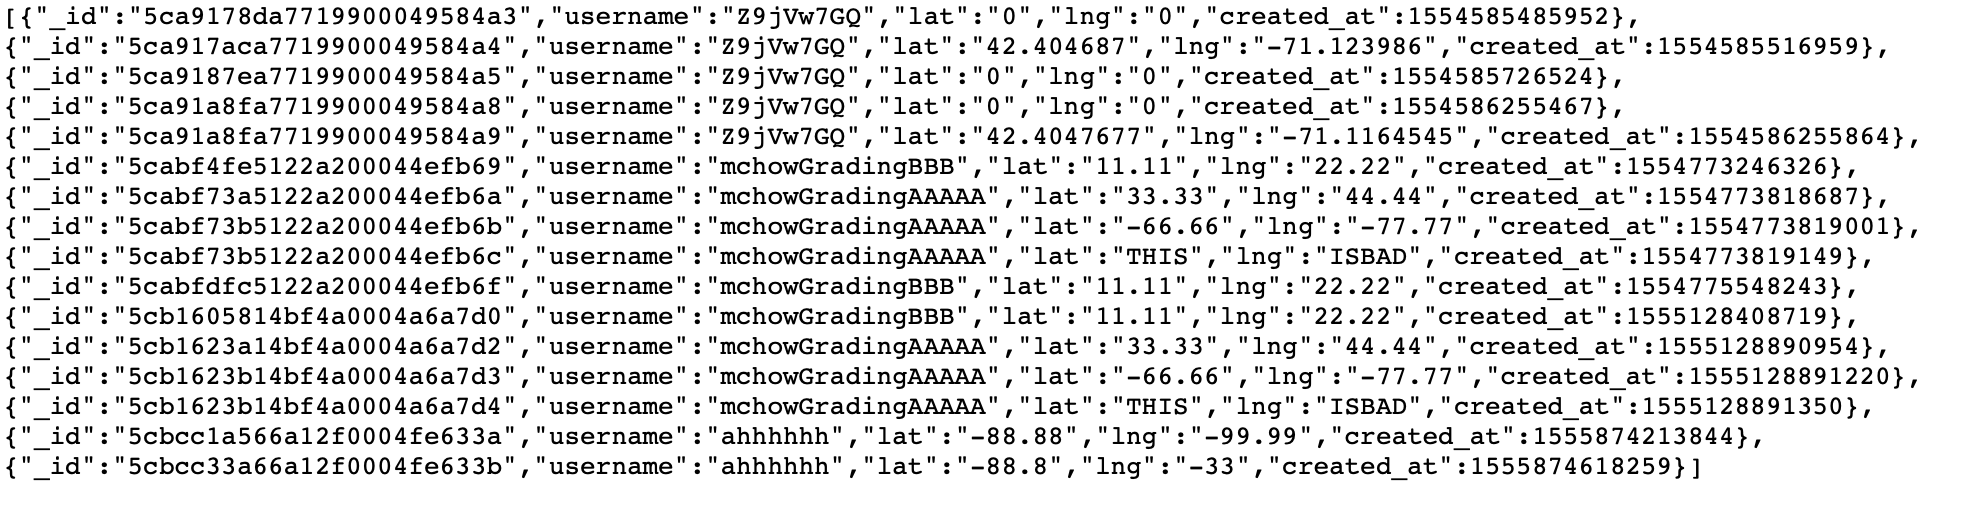 [{"_id":"5ca9178da7719900049584a3","username":"Z9jVw7GQ","lat":"0","lng":"0","created_at":1554585485952},
{"_id":"5ca917aca7719900049584a4","username":"Z9jVw7GQ","lat":"42.404687","lng":"-71.123986","created_at":1554585516959},
{"_id":"5ca9187ea7719900049584a5","username":"Z9jVw7GQ","lat":"0","lng":"0","created_at":1554585726524},
{"_id":"5ca91a8fa7719900049584a8","username":"Z9jVw7GQ","lat":"0","lng":"0","created_at":1554586255467},
{"_id":"5ca91a8fa7719900049584a9","username":"Z9jVw7GQ","lat":"42.4047677","lng":"-71.1164545","created_at":1554586255864},
{"_id":"5cabf4fe5122a200044efb69","username":"mchowGradingBBB","lat":"11.11","lng":"22.22","created_at":1554773246326},
{"_id":"5cabf73a5122a200044efb6a","username":"mchowGradingAAAAA","lat":"33.33","lng":"44.44","created_at":1554773818687},
{"_id":"5cabf73b5122a200044efb6b","username":"mchowGradingAAAAA","lat":"-66.66","lng":"-77.77","created_at":1554773819001},
{"_id":"5cabf73b5122a200044efb6c","username":"mchowGradingAAAAA","lat":"THIS","lng":"ISBAD","created_at":1554773819149},
{"_id":"5cabfdfc5122a200044efb6f","username":"mchowGradingBBB","lat":"11.11","lng":"22.22","created_at":1554775548243},
{"_id":"5cb1605814bf4a0004a6a7d0","username":"mchowGradingBBB","lat":"11.11","lng":"22.22","created_at":1555128408719},
{"_id":"5cb1623a14bf4a0004a6a7d2","username":"mchowGradingAAAAA","lat":"33.33","lng":"44.44","created_at":1555128890954},
{"_id":"5cb1623b14bf4a0004a6a7d3","username":"mchowGradingAAAAA","lat":"-66.66","lng":"-77.77","created_at":1555128891220},
{"_id":"5cb1623b14bf4a0004a6a7d4","username":"mchowGradingAAAAA","lat":"THIS","lng":"ISBAD","created_at":1555128891350},
{"_id":"5cbcc1a566a12f0004fe633a","username":"ahhhhhh","lat":"-88.88","lng":"-99.99","created_at":1555874213844},
{"_id":"5cbcc33a66a12f0004fe633b","username":"ahhhhhh","lat":"-88.8","lng":"-33","created_at":1555874618259}]